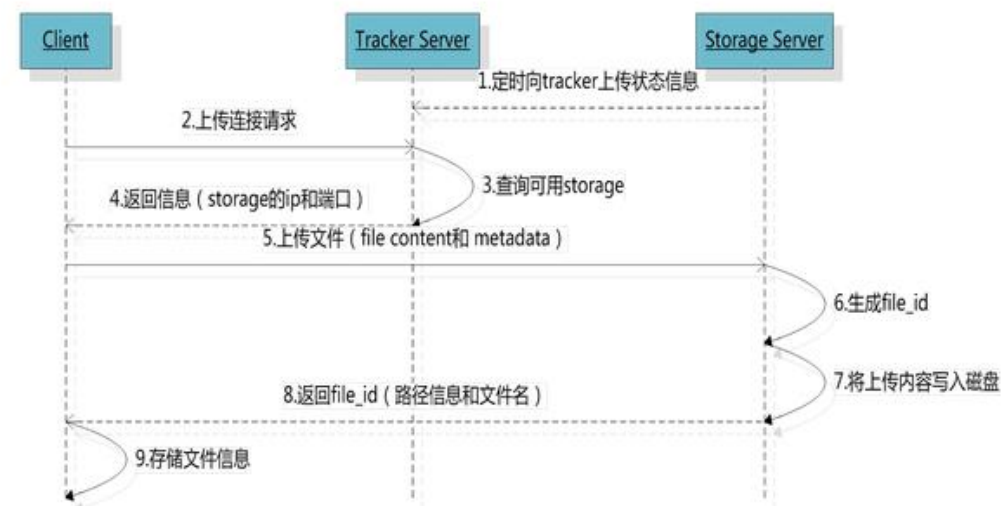 Client
Tracker Server
Storage Server
1.定时向tracker上传状态信息
2.上传连接请求
3.查询可用storage
4.返回信息（storage的ip和端口）
5.上传文件（file content和 metadata）
6.生成file_id
7.将上传内容写入磁盘
8.返回file_id（路径信息和文件名）
9.存储文件信息